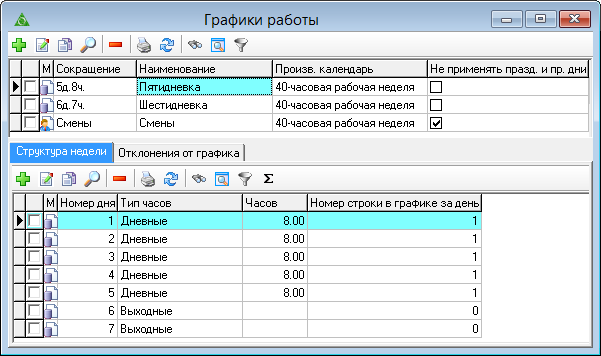 Графики работы
М Сокращение Наименование Произв. календарь Не применять празд. и пр. дни
5д.8ч. Пятидневка 40-часовая рабочая неделя
6д.7ч. Шестидневка 40-часовая рабочая неделя
Смены Смены 40-часовая рабочая неделя
Структура недели Отклонения от графика
Σ
М Номер дня Тип часов Часов Номер строки в графике за день
1 Дневные 8.00 1
2 Дневные 8.00 1
3 Дневные 8.00 1
4 Дневные 8.00 1
5 Дневные 8.00 1
6 Выходные 0
7 Выходные 0